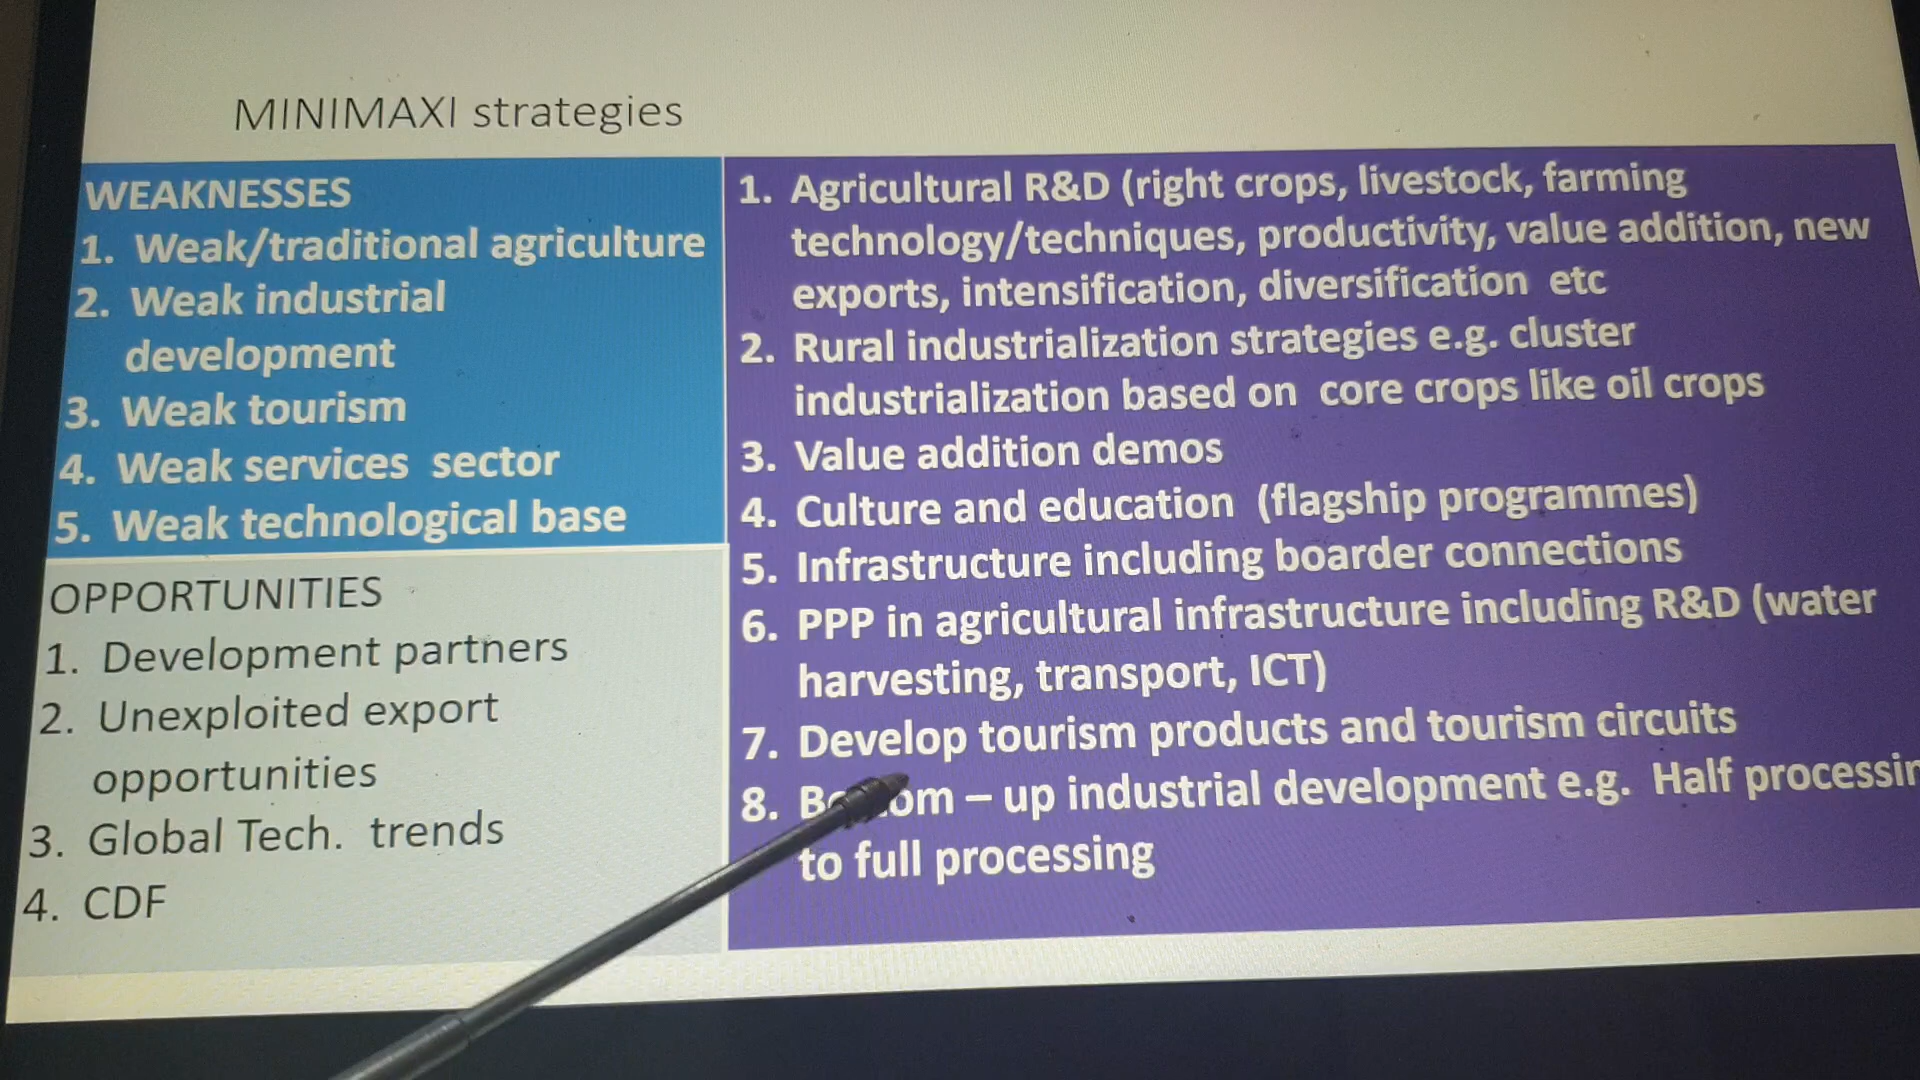 MINIMAXI strategies
WEAKNESSES
1. Weak/traditional agriculture
2. Weak industrial
development
3. Weak tourism
4. Weak services sector
5. Weak technological base
OPPORTUNITIES
1. Development partners
2. Unexploited export
opportunities
3. Global Tech. trends
4. CDF
1. Agricultural R&D (right crops, livestock, farming
technology/techniques, productivity, value addition, new
exports, intensification, diversification etc
2. Rural industrialization strategies e.g. cluster
industrialization based on core crops like oil crops
3. Value addition demos
4. Culture and education (flagship programmes)
5. Infrastructure including boarder connections
6. PPP in agricultural infrastructure including R&D (water
harvesting, transport, ICT)
7. Develop tourism products and tourism circuits
8. – up industrial development e.g. Half
to full processing